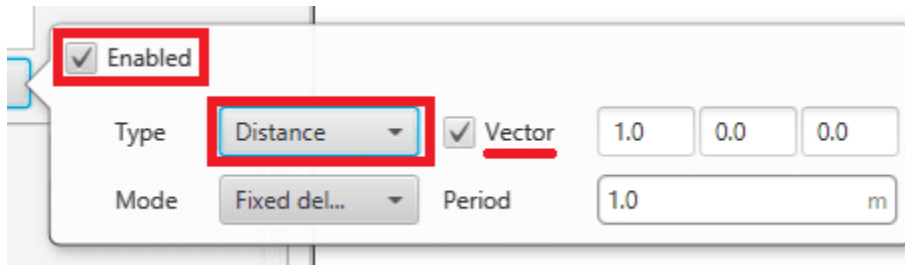 Enabled
Type Distance Vector 1.0 0.0 0.0
Mode Fixed del... Period 1.0 m